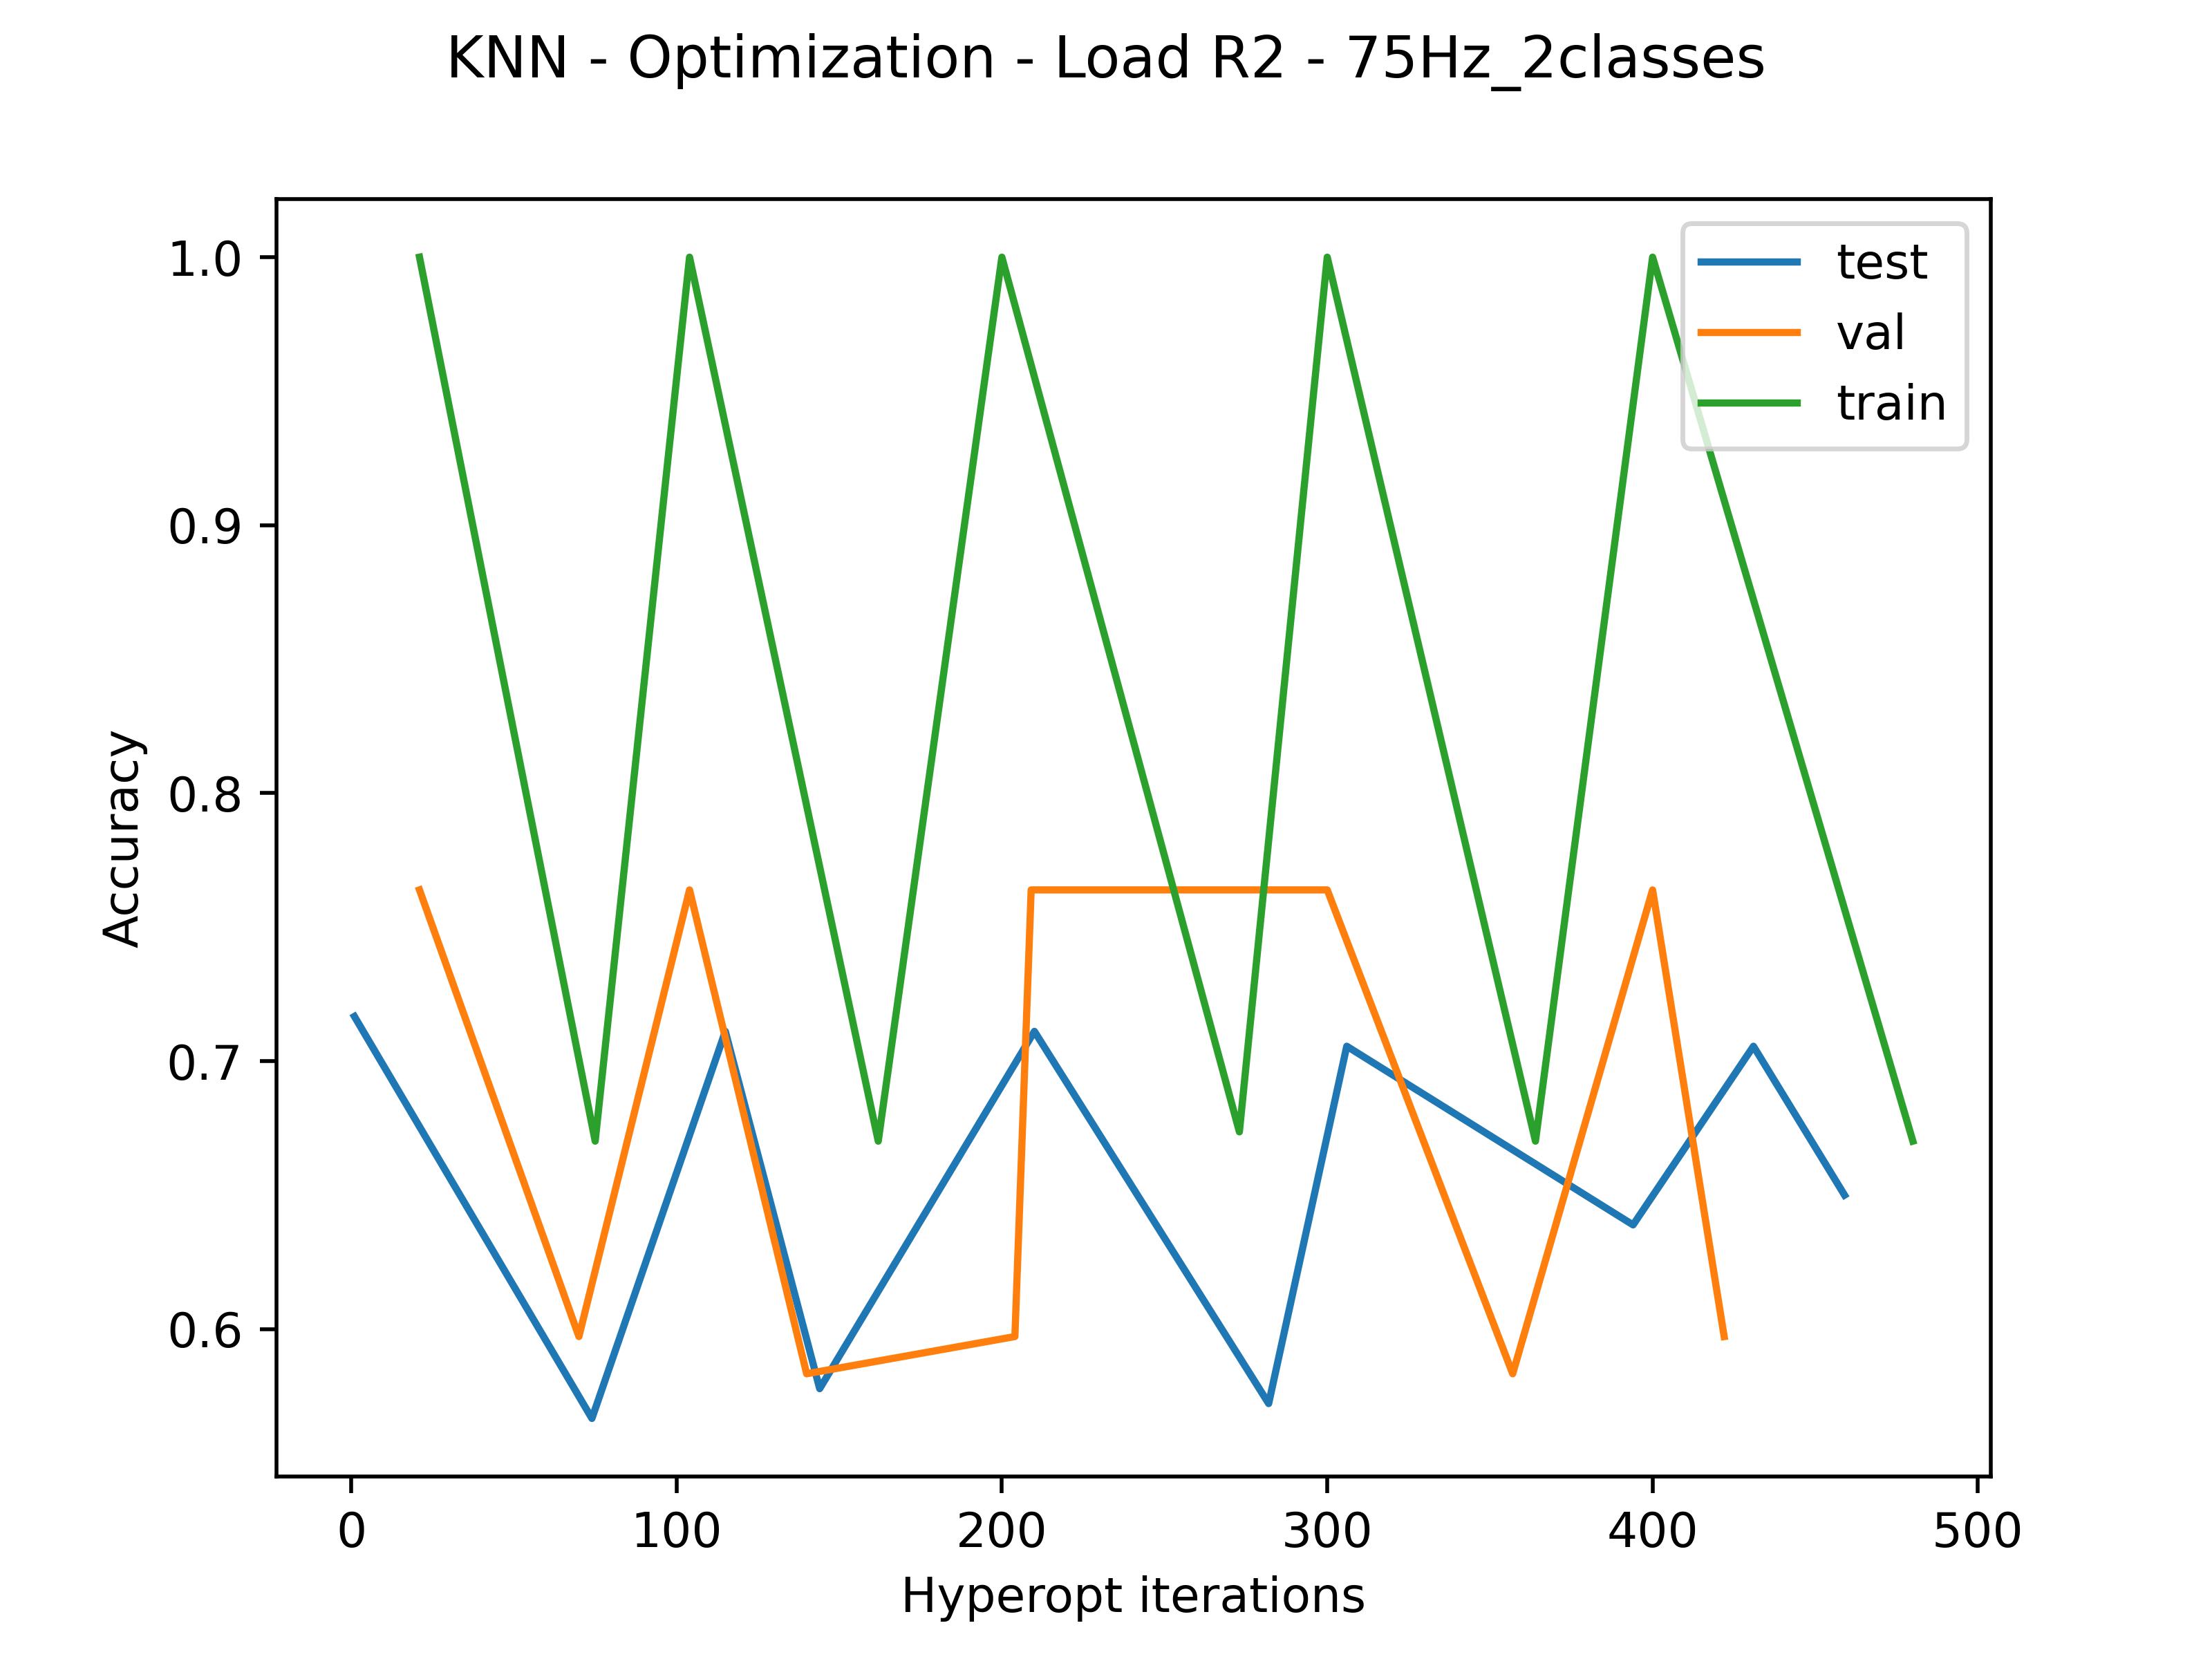 KNN - Optimization - Load R2 - 75Hz_2classes
test
val
train
1.0
0.9
0.8
0.7
0.6
Accuracy
0 100 200 300 400 500
Hyperopt iterations